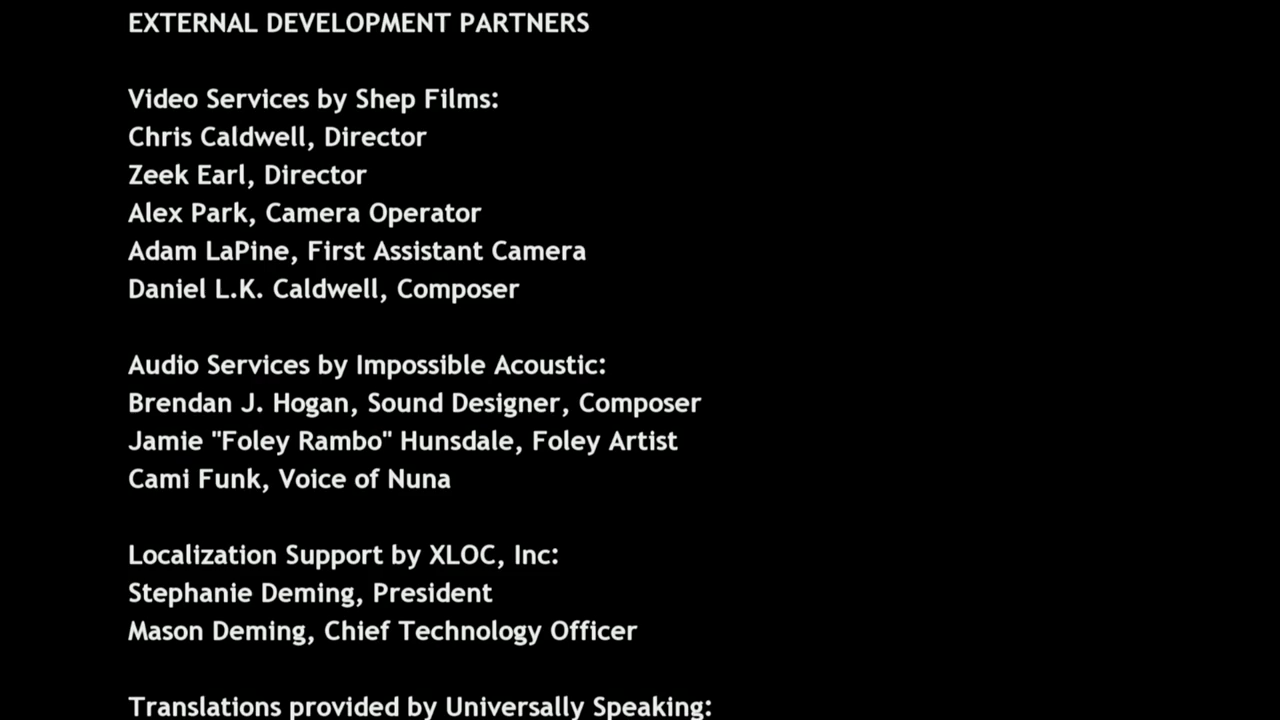 EXTERNAL DEVELOPMENT PARTNERS
Video Services by Shep Films:
Chris Caldwell, Director
Zeek Earl, Director
Alex Park, Camera Operator
Adam LaPine, First Assistant Camera
Daniel L.K. Caldwell, Composer
Audio Services by Impossible Acoustic:
Brendan J. Hogan, Sound Designer, Composer
Jamie "Foley Rambo" Hunsdale, Foley Artist
Cami Funk, Voice of Nuna
Localization Support by XLOC, Inc:
Stephanie Deming, President
Mason Deming, Chief Technology Officer
Translations provided by Universally Speaking: